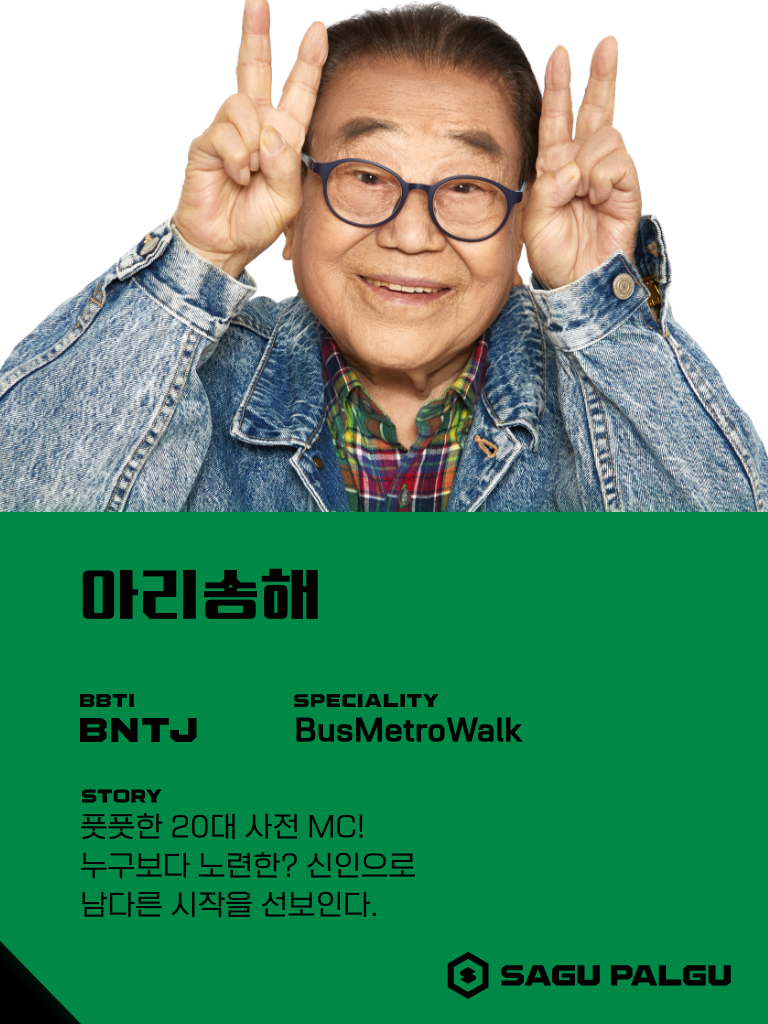 아리송해
BBTI
SPECIALITY
BNTJ
BusMetroWalk
STORY
풋풋한 20대 사전 MC!
누구보다 노련한? 신인으로
남다른 시작을 선보인다.
SAGU PALGU